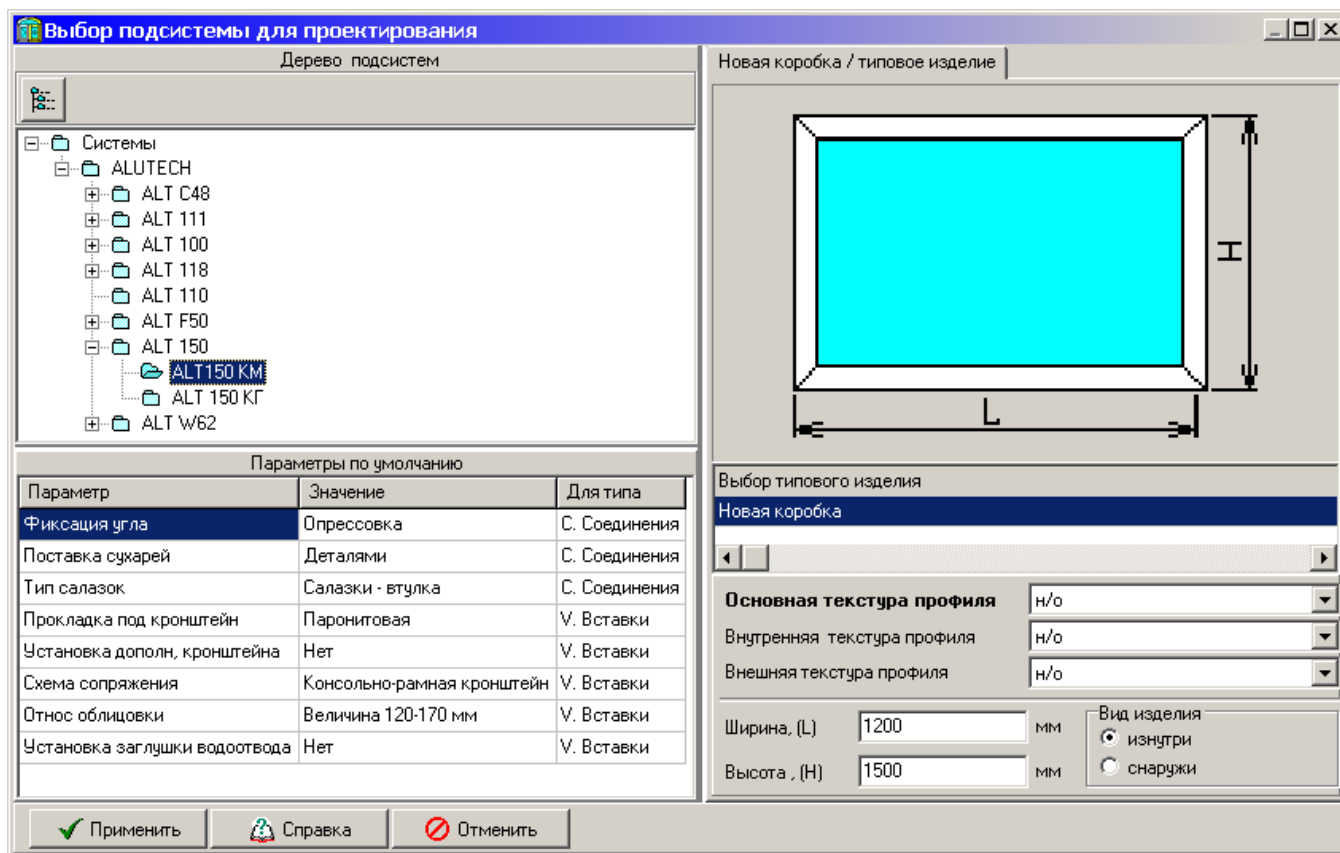 Выбор подсистемы для проектирования
Дерево подсистем
Системы
ALUTECH
ALT C48
ALT 111
ALT 100
ALT 118
ALT 110
ALT F50
ALT 150
ALT150 КМ
ALT 150 КГ
ALT W62
Параметры по умолчанию
Параметр Значение Для типа
Фиксация угла Опрессовка С. Соединения
Поставка сухарей Деталями С. Соединения
Тип салазок Салазки - втулка С. Соединения
Прокладка под кронштейн Паронитовая V. Вставки
Установка дополн, кронштейна Нет V. Вставки
Схема сопряжения Консольно-рамная кронштейн V. Вставки
Относ облицовки Величина 120-170 мм V. Вставки
Установка заглушки водоотвода Нет V. Вставки
Новая коробка / типовое изделие
H
L
Выбор типового изделия
Новая коробка
Основная текстура профиля н/о
Внутренняя текстура профиля н/о
Внешняя текстура профиля н/о
Ширина, (L) 1200 мм
Высота , (H) 1500 мм
Вид изделия
изнутри
снаружи
Применить Справка Отменить